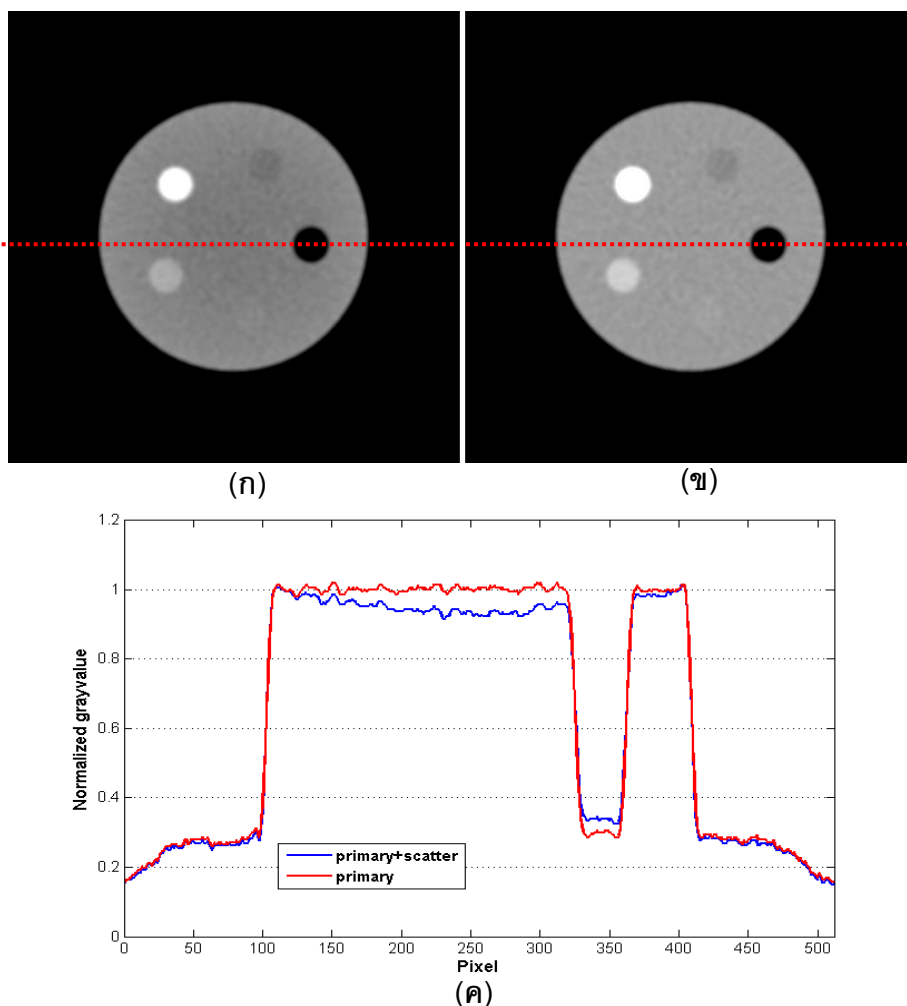 (ก)
(ข)
1.2
1
0.8
0.6
0.4
0.2
0
Normalized grayvalue
primary+scatter
primary
0 50 100 150 200 250 300 350 400 450 500
Pixel
(ค)